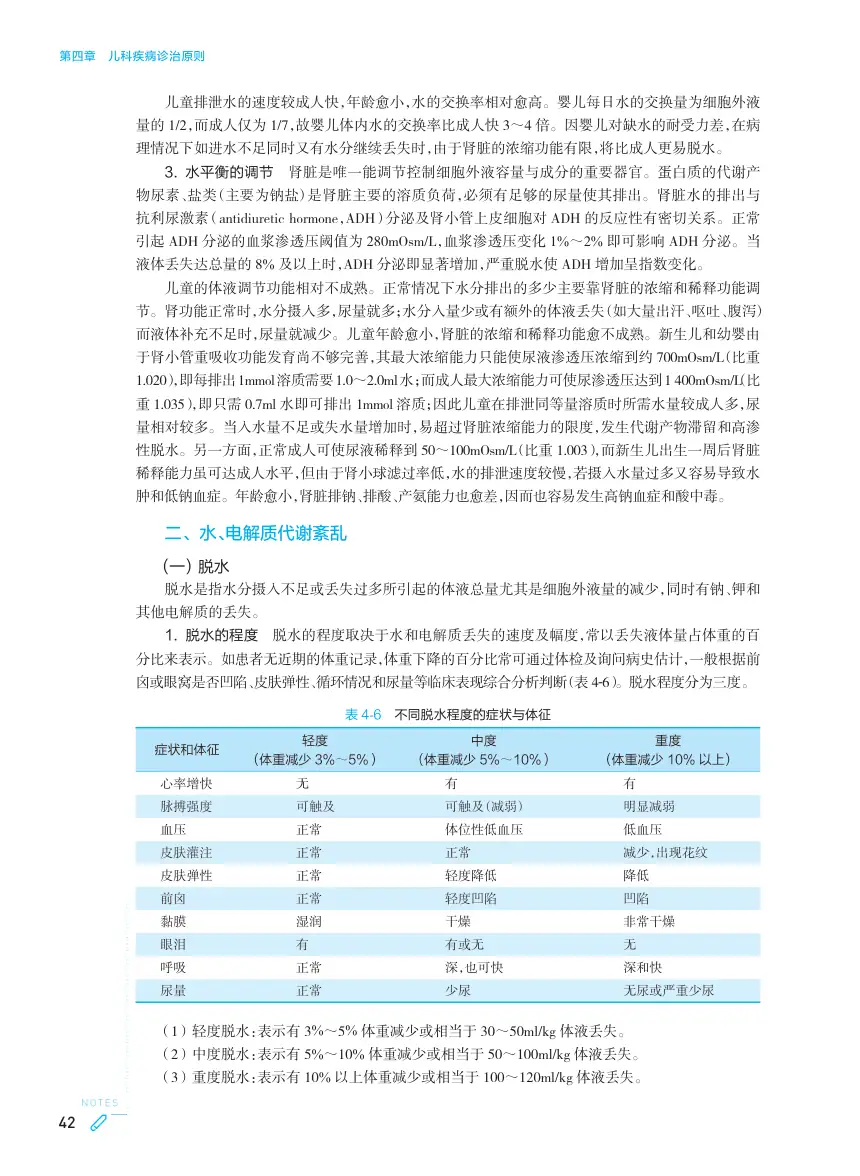 第四章 儿科疾病诊治原则
儿童排泄水的速度较成人快,年龄愈小,水的交换率相对愈高。婴儿每日水的交换量为细胞外液
量的 1/2,而成人仅为 1/7,故婴儿体内水的交换率比成人快 3～4 倍。因婴儿对缺水的耐受力差,在病
理情况下如进水不足同时又有水分继续丢失时,由于肾脏的浓缩功能有限,将比成人更易脱水。
3. 水平衡的调节 肾脏是唯一能调节控制细胞外液容量与成分的重要器官。蛋白质的代谢产
物尿素、盐类(主要为钠盐)是肾脏主要的溶质负荷,必须有足够的尿量使其排出。肾脏水的排出与
抗利尿激素(antidiuretic hormone,ADH)分泌及肾小管上皮细胞对 ADH 的反应性有密切关系。正常
引起 ADH 分泌的血浆渗透压阈值为 280mOsm/L,血浆渗透压变化 1%～2% 即可影响 ADH 分泌。当
液体丢失达总量的 8% 及以上时,ADH 分泌即显著增加,严重脱水使 ADH 增加呈指数变化。
儿童的体液调节功能相对不成熟。正常情况下水分排出的多少主要靠肾脏的浓缩和稀释功能调
节。肾功能正常时,水分摄入多,尿量就多;水分入量少或有额外的体液丢失(如大量出汗、呕吐、腹泻)
而液体补充不足时,尿量就减少。儿童年龄愈小,肾脏的浓缩和稀释功能愈不成熟。新生儿和幼婴由
于肾小管重吸收功能发育尚不够完善,其最大浓缩能力只能使尿液渗透压浓缩到约 700mOsm/L(比重
1.020),即每排出1mmol溶质需要1.0～2.0ml水;而成人最大浓缩能力可使尿渗透压达到1 400mOsm/L(比
重 1.035),即只需 0.7ml 水即可排出 1mmol 溶质;因此儿童在排泄同等量溶质时所需水量较成人多,尿
量相对较多。当入水量不足或失水量增加时,易超过肾脏浓缩能力的限度,发生代谢产物滞留和高渗
性脱水。另一方面,正常成人可使尿液稀释到 50～100mOsm/L(比重 1.003),而新生儿出生一周后肾脏
稀释能力虽可达成人水平,但由于肾小球滤过率低,水的排泄速度较慢,若摄入水量过多又容易导致水
肿和低钠血症。年龄愈小,肾脏排钠、排酸、产氨能力也愈差,因而也容易发生高钠血症和酸中毒。
二、水、电解质代谢紊乱
(一)脱水
脱水是指水分摄入不足或丢失过多所引起的体液总量尤其是细胞外液量的减少,同时有钠、钾和
其他电解质的丢失。
1. 脱水的程度 脱水的程度取决于水和电解质丢失的速度及幅度,常以丢失液体量占体重的百
分比来表示。如患者无近期的体重记录,体重下降的百分比常可通过体检及询问病史估计,一般根据前
囟或眼窝是否凹陷、皮肤弹性、循环情况和尿量等临床表现综合分析判断(表 4-6)。脱水程度分为三度。
表 4-6 不同脱水程度的症状与体征
症状和体征 轻度 中度 重度
(体重减少 3%～5%) (体重减少 5%～10%) (体重减少 10% 以上)
心率增快 无 有 有
脉搏强度 可触及 可触及(减弱) 明显减弱
血压 正常 体位性低血压 低血压
皮肤灌注 正常 正常 减少,出现花纹
皮肤弹性 正常 轻度降低 降低
前囟 正常 轻度凹陷 凹陷
黏膜 湿润 干燥 非常干燥
眼泪 有 有或无 无
呼吸 正常 深,也可快 深和快
尿量 正常 少尿 无尿或严重少尿
(1)轻度脱水:表示有 3%～5% 体重减少或相当于 30～50ml/kg 体液丢失。
(2)中度脱水:表示有 5%～10% 体重减少或相当于 50～100ml/kg 体液丢失。
(3)重度脱水:表示有 10% 以上体重减少或相当于 100～120ml/kg 体液丢失。
NOTES
42